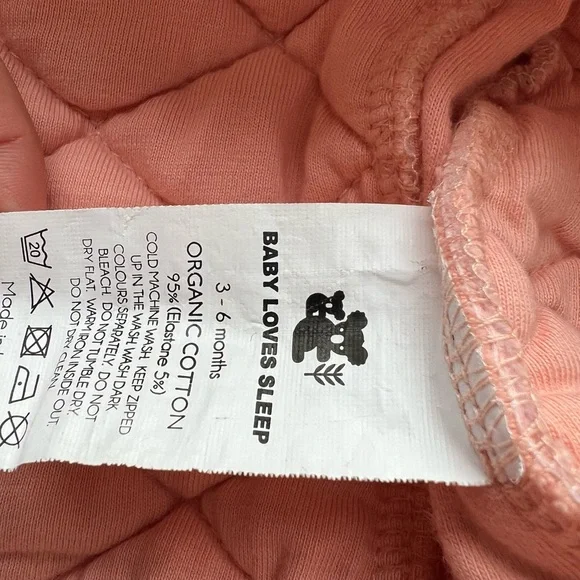 BABY LOVES SLEEP
3 - 6 months
ORGANIC COTTON
95% (Elastane 5%)
COLD MACHINE WASH.
UP IN THE WASH. KEEP ZIPPED
COLOURS SEPARATELY. WASH DARK
BLEACH. DO NOT
DRY FLAT. WARM TUMBLE DRY.
DO NOT IRON INSIDE OUT.
DO NOT DRY CLEAN.
20
Made in